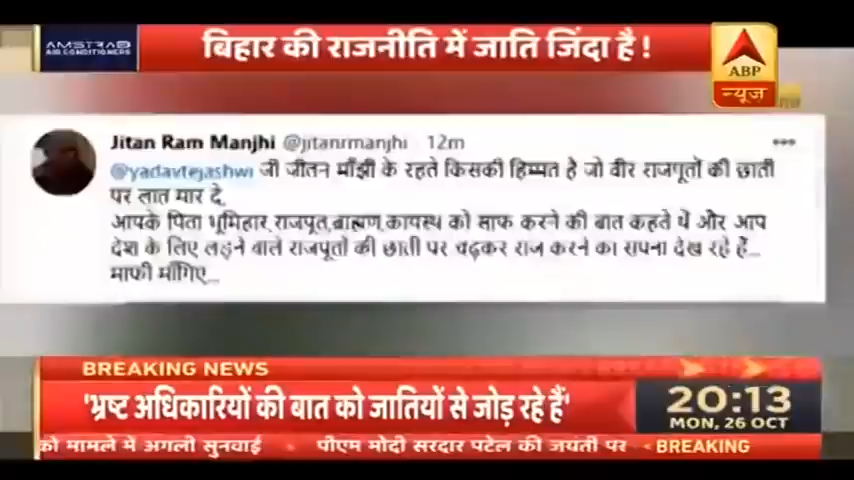 AMSTRAD
AIR CONDITIONERS
बिहार की राजनीति में जाति जिंदा है !
ABP
न्यूज़
Jitan Ram Manjhi @jitanrmanjhi · 12m
@yadavtejashwi जी जीतन माँझी के रहते किसकी हिम्मत है जो वीर राजपूतों की छाती
पर लात मार दे.
आपके पिता भूमिहार,राजपूत,ब्राह्मण,कायस्थ को साफ करने की बात कहते थें और आप
देश के लिए लड़ने वाले राजपूतों की छाती पर चढ़कर राज करने का सपना देख रहें हैं...
माफी माँगिए...
BREAKING NEWS
'भ्रष्ट अधिकारियों की बात को जातियों से जोड़ रहे हैं'
20:13
MON, 26 OCT
को मामले में अगली सुनवाई • पीएम मोदी सरदार पटेल की जयंती पर
BREAKING